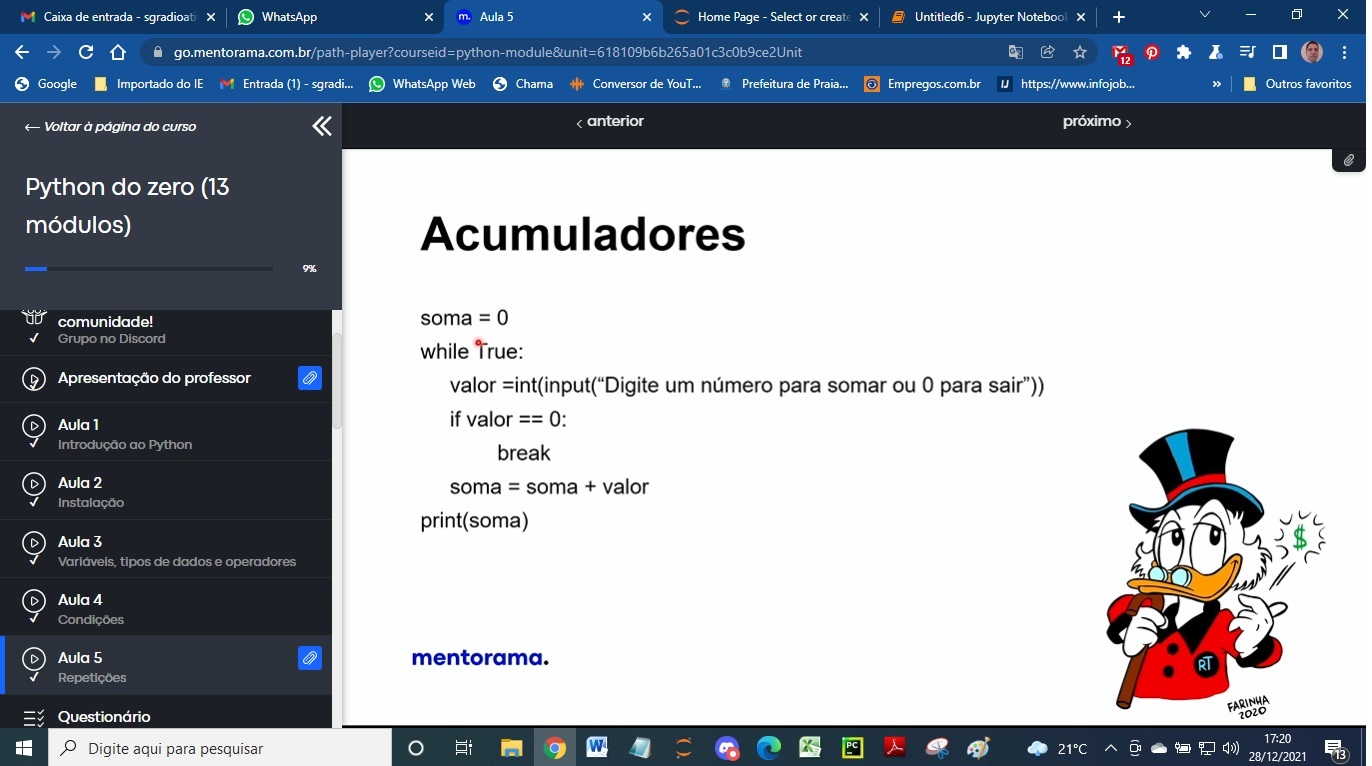 Caixa de entrada - sgradioati
WhatsApp
Aula 5
Home Page - Select or create
Untitled6 - Jupyter Notebook
go.mentorama.com.br/path-player?courseid=python-module&unit=618109b6b265a01c3c0b9ce2Unit
12
Google
Importado do IE
Entrada (1) - sgradi...
WhatsApp Web
Chama
Conversor de YouT...
Prefeitura de Praia...
Empregos.com.br
https://www.infojob...
»
Outros favoritos
← Voltar à página do curso
‹ anterior
próximo ›
Python do zero (13
módulos)
9%
comunidade!
Grupo no Discord
Apresentação do professor
Aula 1
Introdução ao Python
Aula 2
Instalação
Aula 3
Variáveis, tipos de dados e operadores
Aula 4
Condições
Aula 5
Repetições
Questionário
Acumuladores
soma = 0
while True:
valor =int(input(“Digite um número para somar ou 0 para sair”))
if valor == 0:
break
soma = soma + valor
print(soma)
$
RT
FARINHA
2020
mentorama.
Digite aqui para pesquisar
21°C
17:20
28/12/2021
13